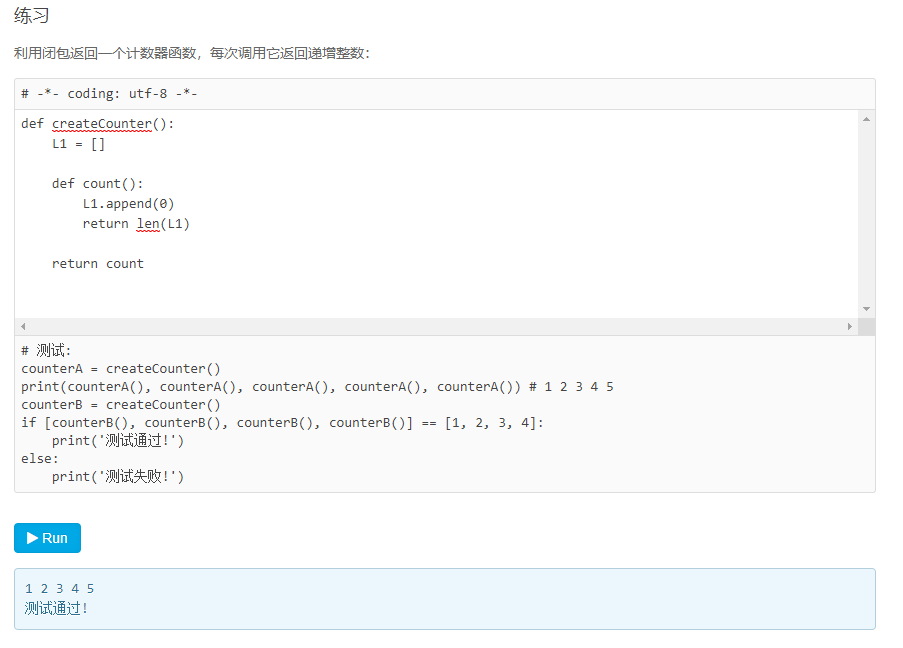 练习
利用闭包返回一个计数器函数，每次调用它返回递增整数：
# -*- coding: utf-8 -*-
def createCounter():
    L1 = []
    def count():
        L1.append(0)
        return len(L1)
    return count
# 测试:
counterA = createCounter()
print(counterA(), counterA(), counterA(), counterA(), counterA()) # 1 2 3 4 5
counterB = createCounter()
if [counterB(), counterB(), counterB(), counterB()] == [1, 2, 3, 4]:
    print('测试通过!')
else:
    print('测试失败!')
Run
1 2 3 4 5
测试通过!